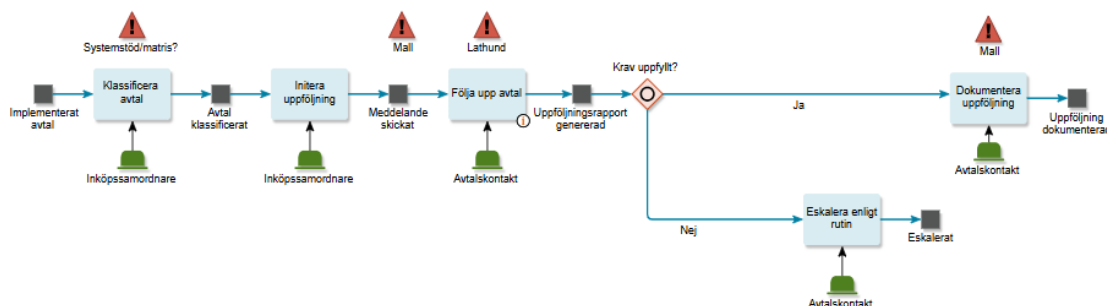 Systemstöd/matris?
Mall
Lathund
Mall
Krav uppfyllt?
Klassificera
avtal
Initera
uppföljning
Följa upp avtal
Dokumentera
uppföljning
Implementerat
avtal
Avtal
klassificerat
Meddelande
skickat
Uppföljningsrapport
genererad
Ja
Uppföljning
dokumenterad
Inköpssamordnare
Inköpssamordnare
Avtalskontakt
Avtalskontakt
Eskalera enligt
rutin
Nej
Eskalerat
Avtalskontakt